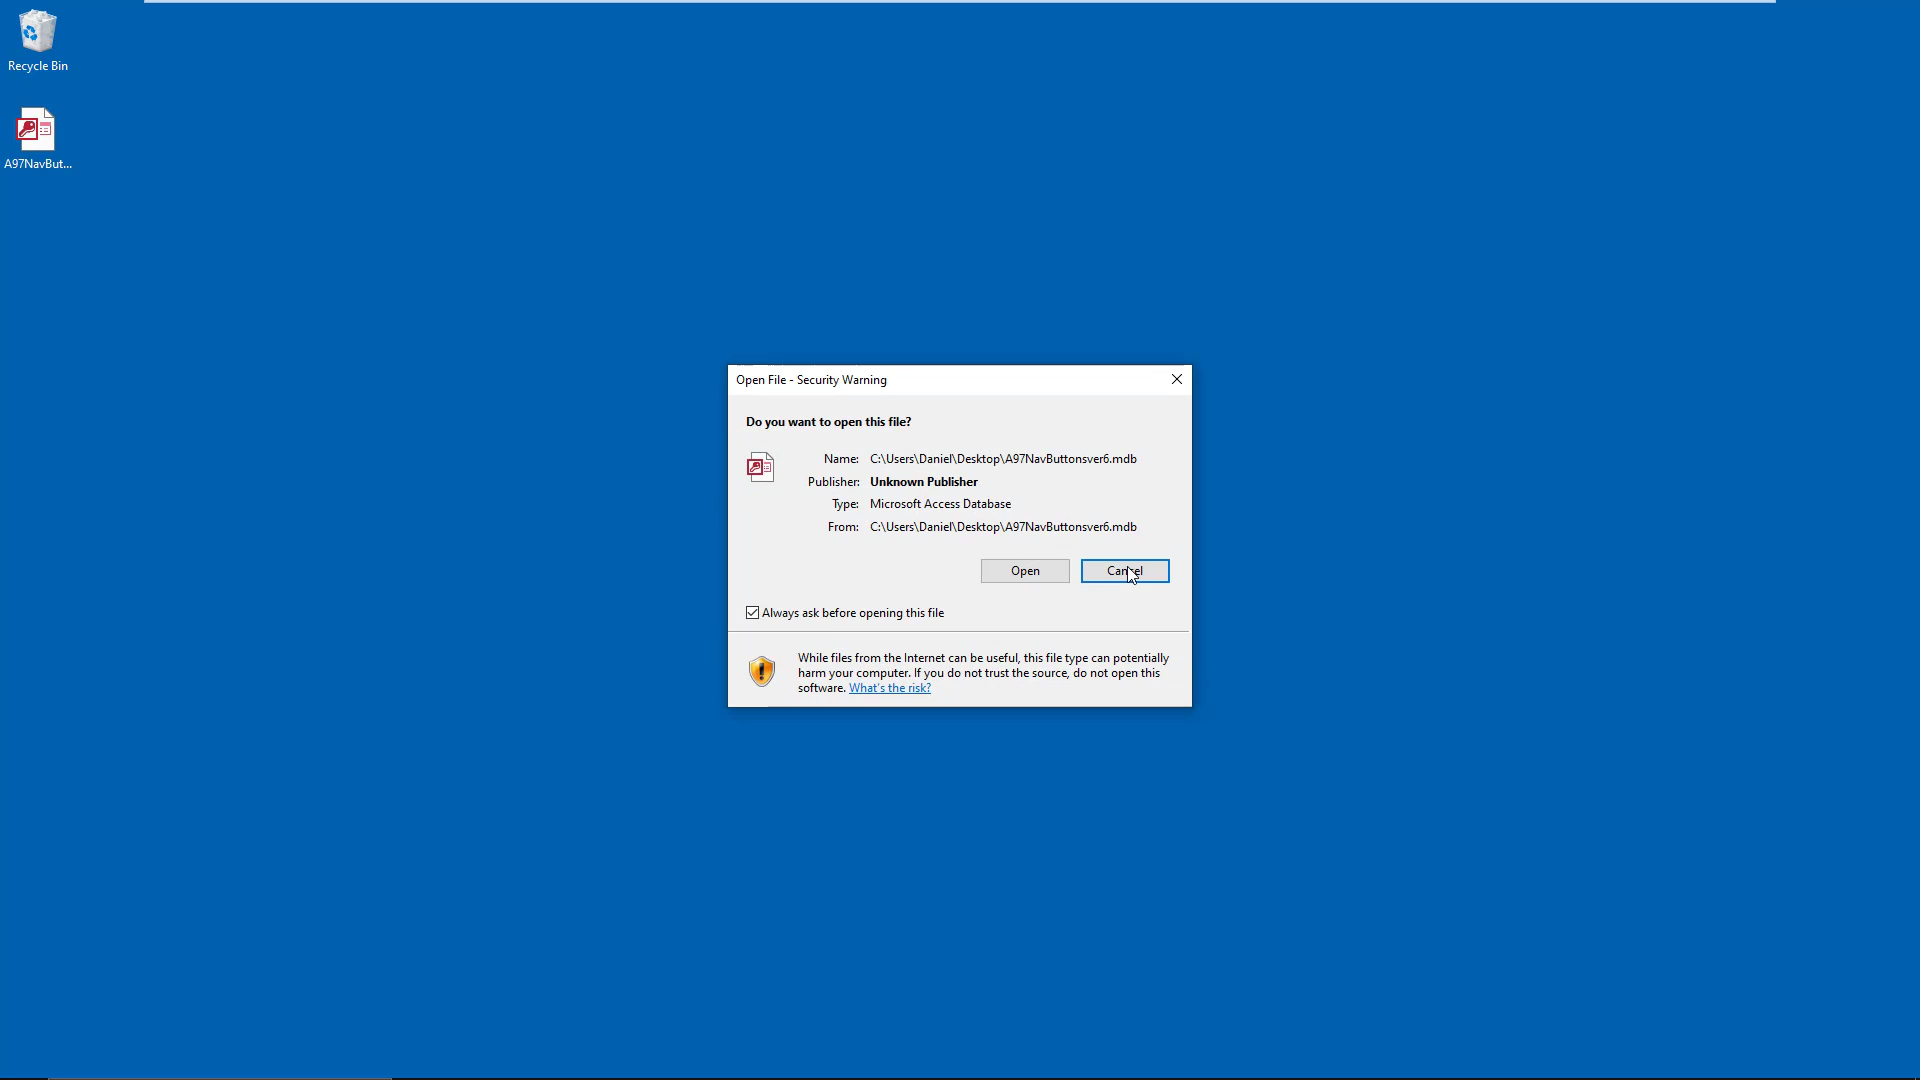 Recycle Bin
A97NavBut...
Open File - Security Warning
Do you want to open this file?
Name: C:\Users\Daniel\Desktop\A97NavButtonsver6.mdb
Publisher: Unknown Publisher
Type: Microsoft Access Database
From: C:\Users\Daniel\Desktop\A97NavButtonsver6.mdb
Open Cancel
Always ask before opening this file
While files from the Internet can be useful, this file type can potentially
harm your computer. If you do not trust the source, do not open this
software. What's the risk?